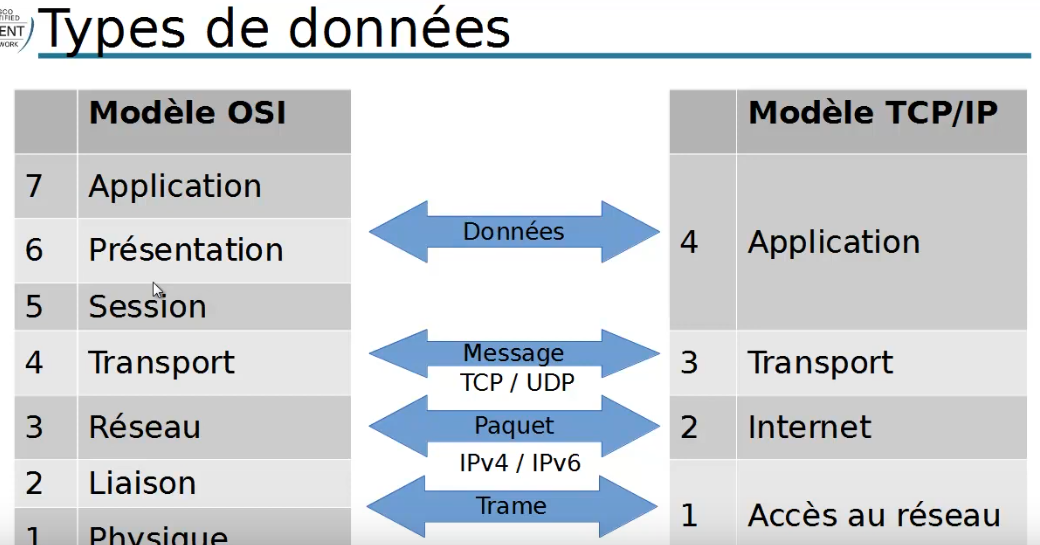 Types de données
ENT
WORK
Modèle OSI
7 Application
6 Présentation
5 Session
4 Transport
3 Réseau
2 Liaison
1 Physique
Données
Message
TCP / UDP
Paquet
IPv4 / IPv6
Trame
Modèle TCP/IP
4 Application
3 Transport
2 Internet
1 Accès au réseau